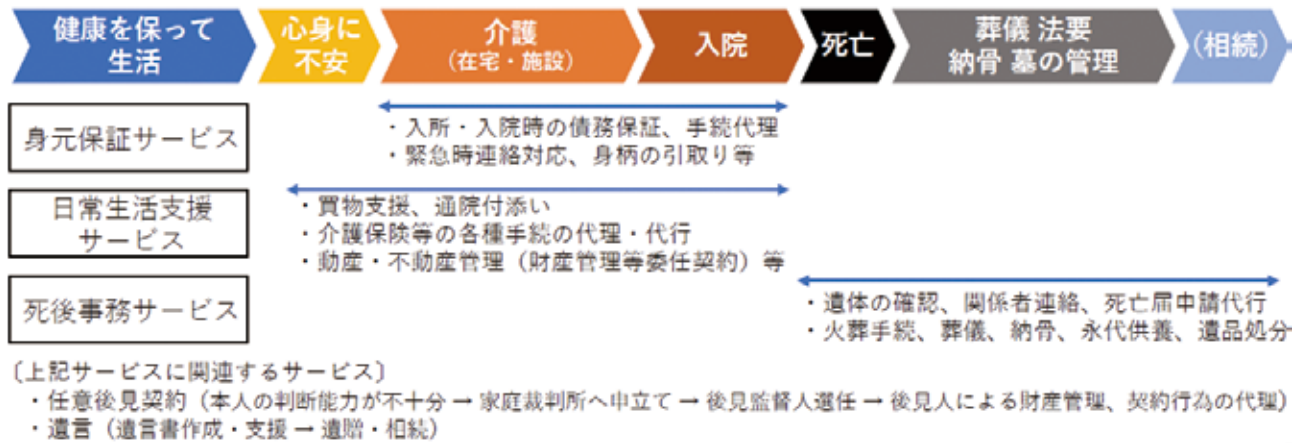 健康を保って
生活
心身に
不安
介護
(在宅・施設)
入院
死亡
葬儀 法要
納骨 墓の管理
(相続)
身元保証サービス
・入所・入院時の債務保証、手続代理
・緊急時連絡対応、身柄の引取り等
日常生活支援
サービス
・買物支援、通院付添い
・介護保険等の各種手続の代理・代行
・動産・不動産管理（財産管理等委任契約）等
死後事務サービス
・遺体の確認、関係者連絡、死亡届申請代行
・火葬手続、葬儀、納骨、永代供養、遺品処分
〔上記サービスに関連するサービス〕
・任意後見契約（本人の判断能力が不十分 → 家庭裁判所へ申立て → 後見監督人選任 → 後見人による財産管理、契約行為の代理）
・遺言（遺言書作成・支援 → 遺贈・相続）